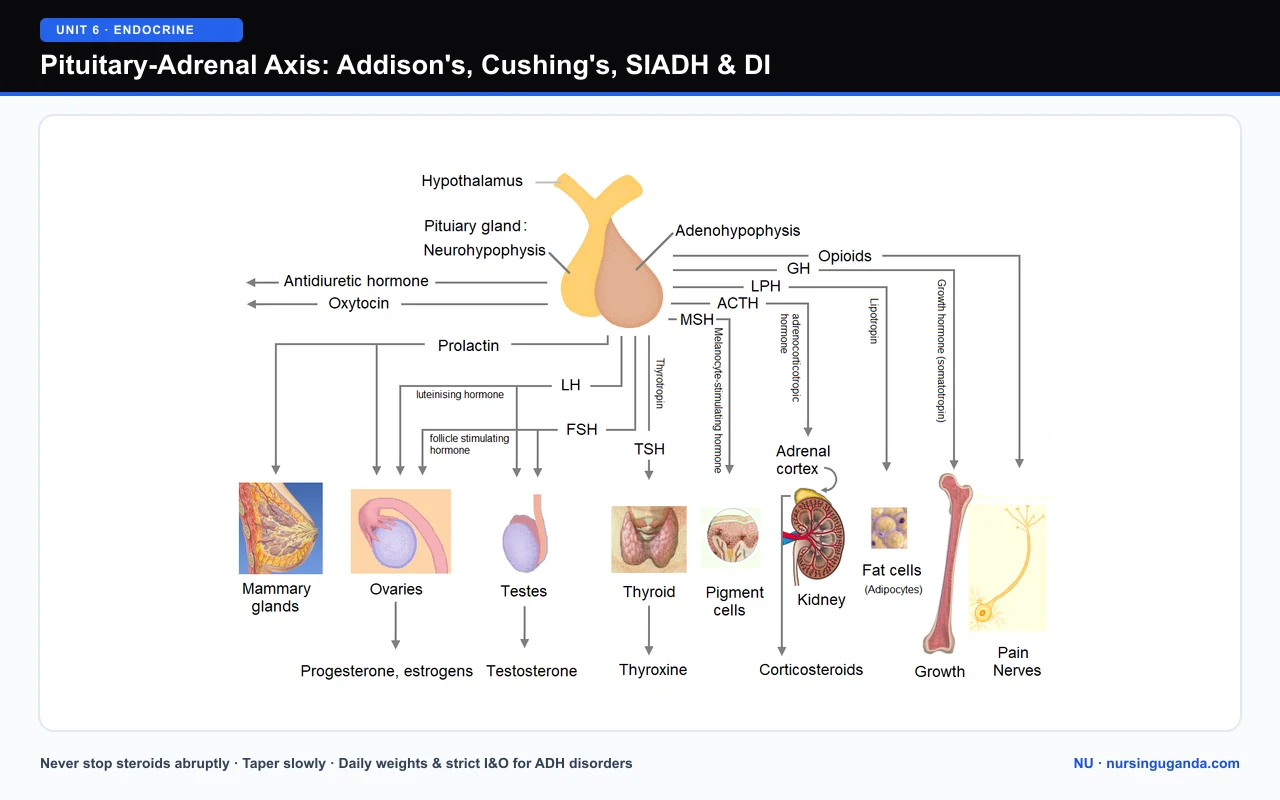 UNIT 6 · ENDOCRINE
Pituitary-Adrenal Axis: Addison's, Cushing's, SIADH & DI
Hypothalamus
Pituiary gland:
Neurohypophysis
Adenohypophysis
Antidiuretic hormone
Oxytocin
Opioids
GH
LPH
ACTH
MSH
Prolactin
LH
luteinising hormone
FSH
follicle stimulating
hormone
Thyrotropin
TSH
Melanocyte-stimulating hormone
adrenocorticotropic
hormone
Lipotropin
Growth hormone (somatotropin)
Adrenal
cortex
Mammary
glands
Ovaries
Testes
Thyroid
Pigment
cells
Kidney
Fat cells
(Adipocytes)
Growth
Pain
Nerves
Progesterone, estrogens
Testosterone
Thyroxine
Corticosteroids
Never stop steroids abruptly · Taper slowly · Daily weights & strict I&O for ADH disorders
NU · nursinguganda.com